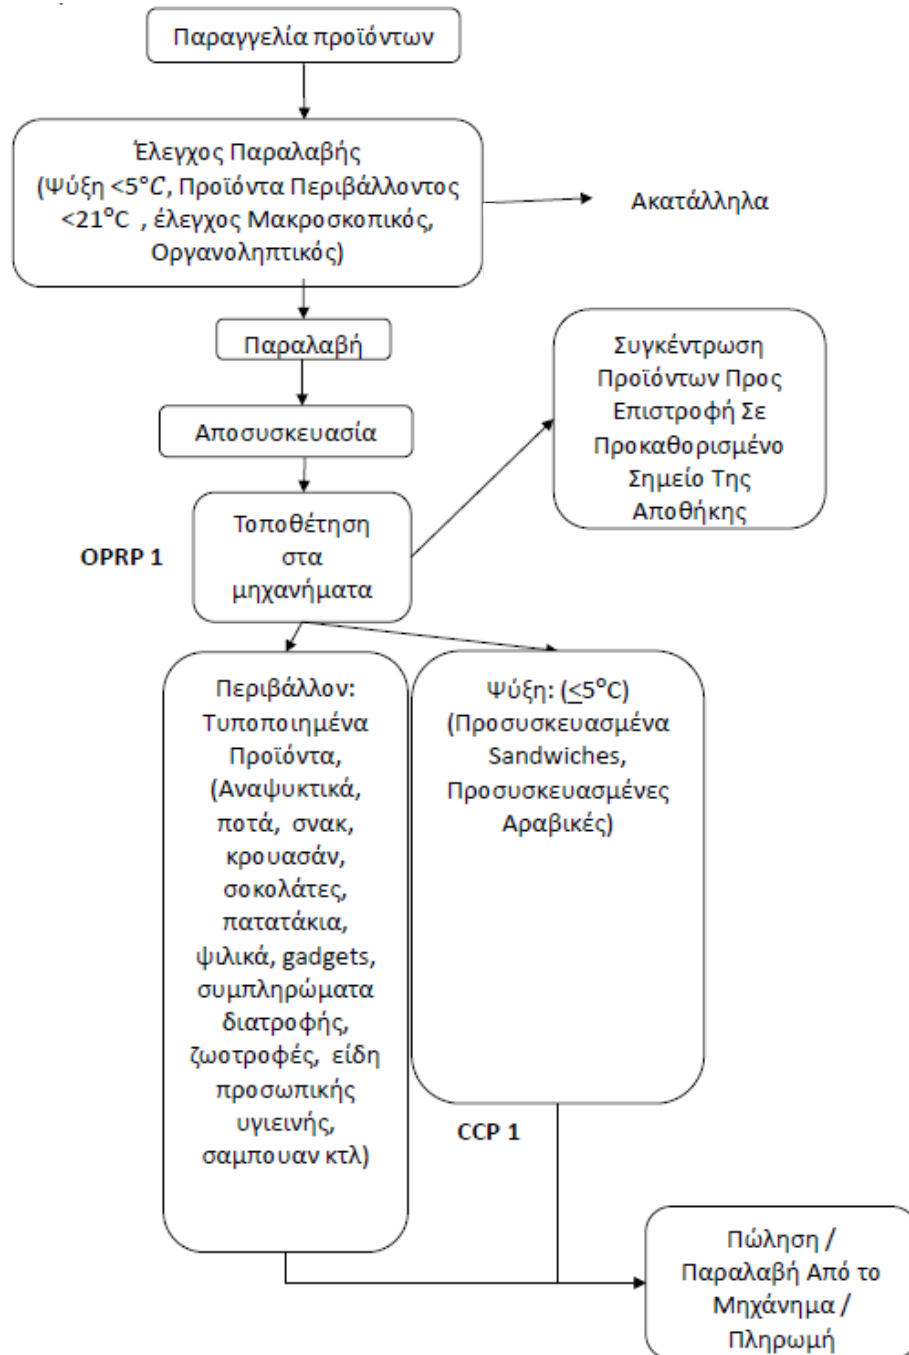 Παραγγελία προϊόντων
Έλεγχος Παραλαβής
(Ψύξη <5°C, Προϊόντα Περιβάλλοντος
<21°C , έλεγχος Μακροσκοπικός,
Οργανοληπτικός)
Ακατάλληλα
Παραλαβή
Αποσυσκευασία
Συγκέντρωση
Προϊόντων Προς
Επιστροφή Σε
Προκαθορισμένο
Σημείο Της
Αποθήκης
OPRP 1
Τοποθέτηση
στα
μηχανήματα
Περιβάλλον:
Τυποποιημένα
Προϊόντα,
(Αναψυκτικά,
ποτά, σνακ,
κρουασάν,
σοκολάτες,
πατατάκια,
ψιλικά, gadgets,
συμπληρώματα
διατροφής,
ζωοτροφές, είδη
προσωπικής
υγιεινής,
σαμπουαν κτλ)
Ψύξη: (≤5°C)
(Προσυσκευασμένα
Sandwiches,
Προσυσκευασμένες
Αραβικές)
CCP 1
Πώληση /
Παραλαβή Από το
Μηχάνημα /
Πληρωμή